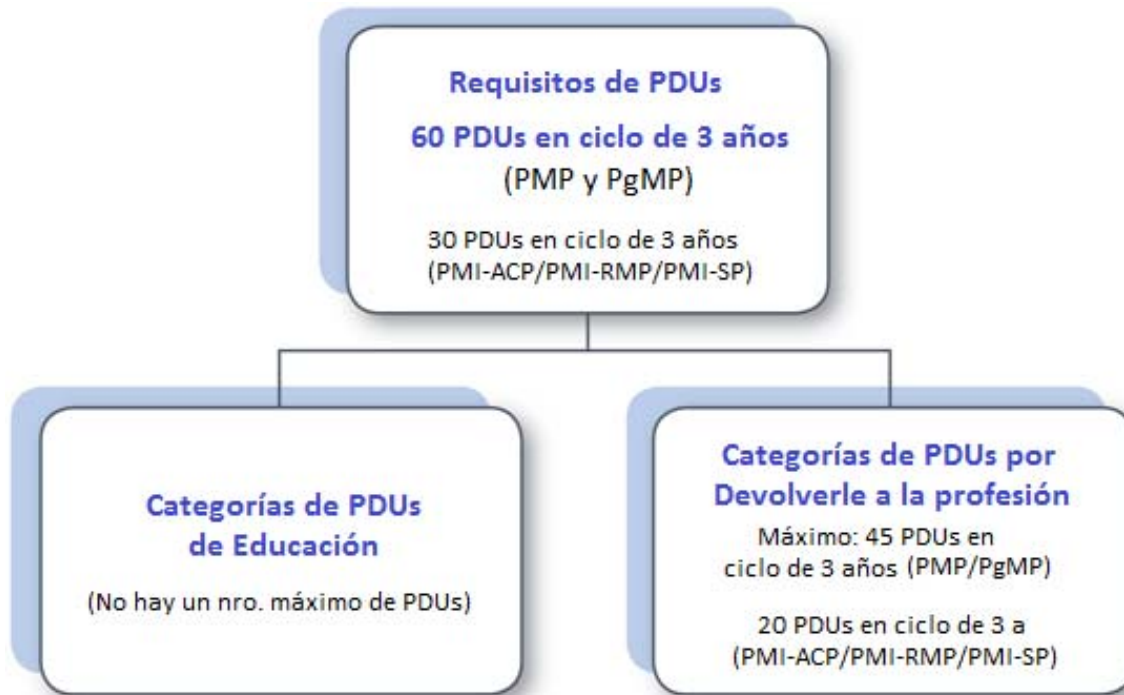 Requisitos de PDUs
60 PDUs en ciclo de 3 años
(PMP y PgMP)
30 PDUs en ciclo de 3 años
(PMI-ACP/PMI-RMP/PMI-SP)
Categorías de PDUs
de Educación
(No hay un nro. máximo de PDUs)
Categorías de PDUs por
Devolverle a la profesión
Máximo: 45 PDUs en
ciclo de 3 años (PMP/PgMP)
20 PDUs en ciclo de 3 a
(PMI-ACP/PMI-RMP/PMI-SP)